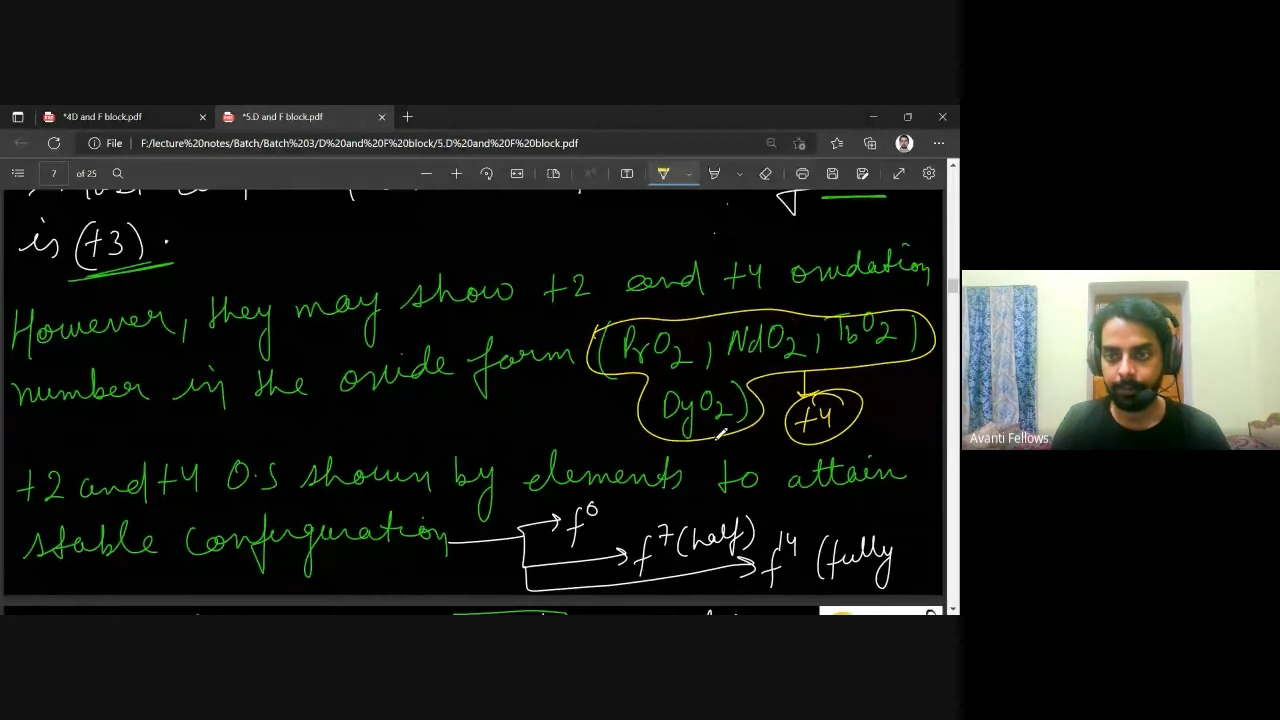 *4D and F block.pdf
*5.D and F block.pdf
File
F:/lecture%20notes/Batch/Batch%203/D%20and%20F%20block/5.D%20and%20F%20block.pdf
7 of 25
is (+3).
However, they may show +2 and +4 oxidation
number in the oxide form (PrO2, NdO2, TbO2
DyO2)
+4
+2 and +4 O.S shown by elements to attain
stable configuration
f0
f7 (half)
f14 (fully
Avanti Fellows